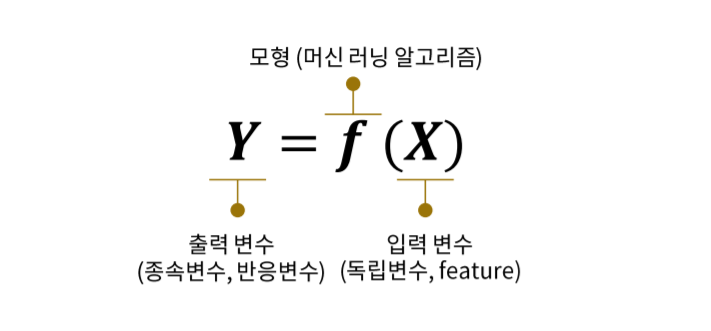 모형 (머신 러닝 알고리즘)
Y = f (X)
출력 변수
(종속변수, 반응변수)
입력 변수
(독립변수, feature)